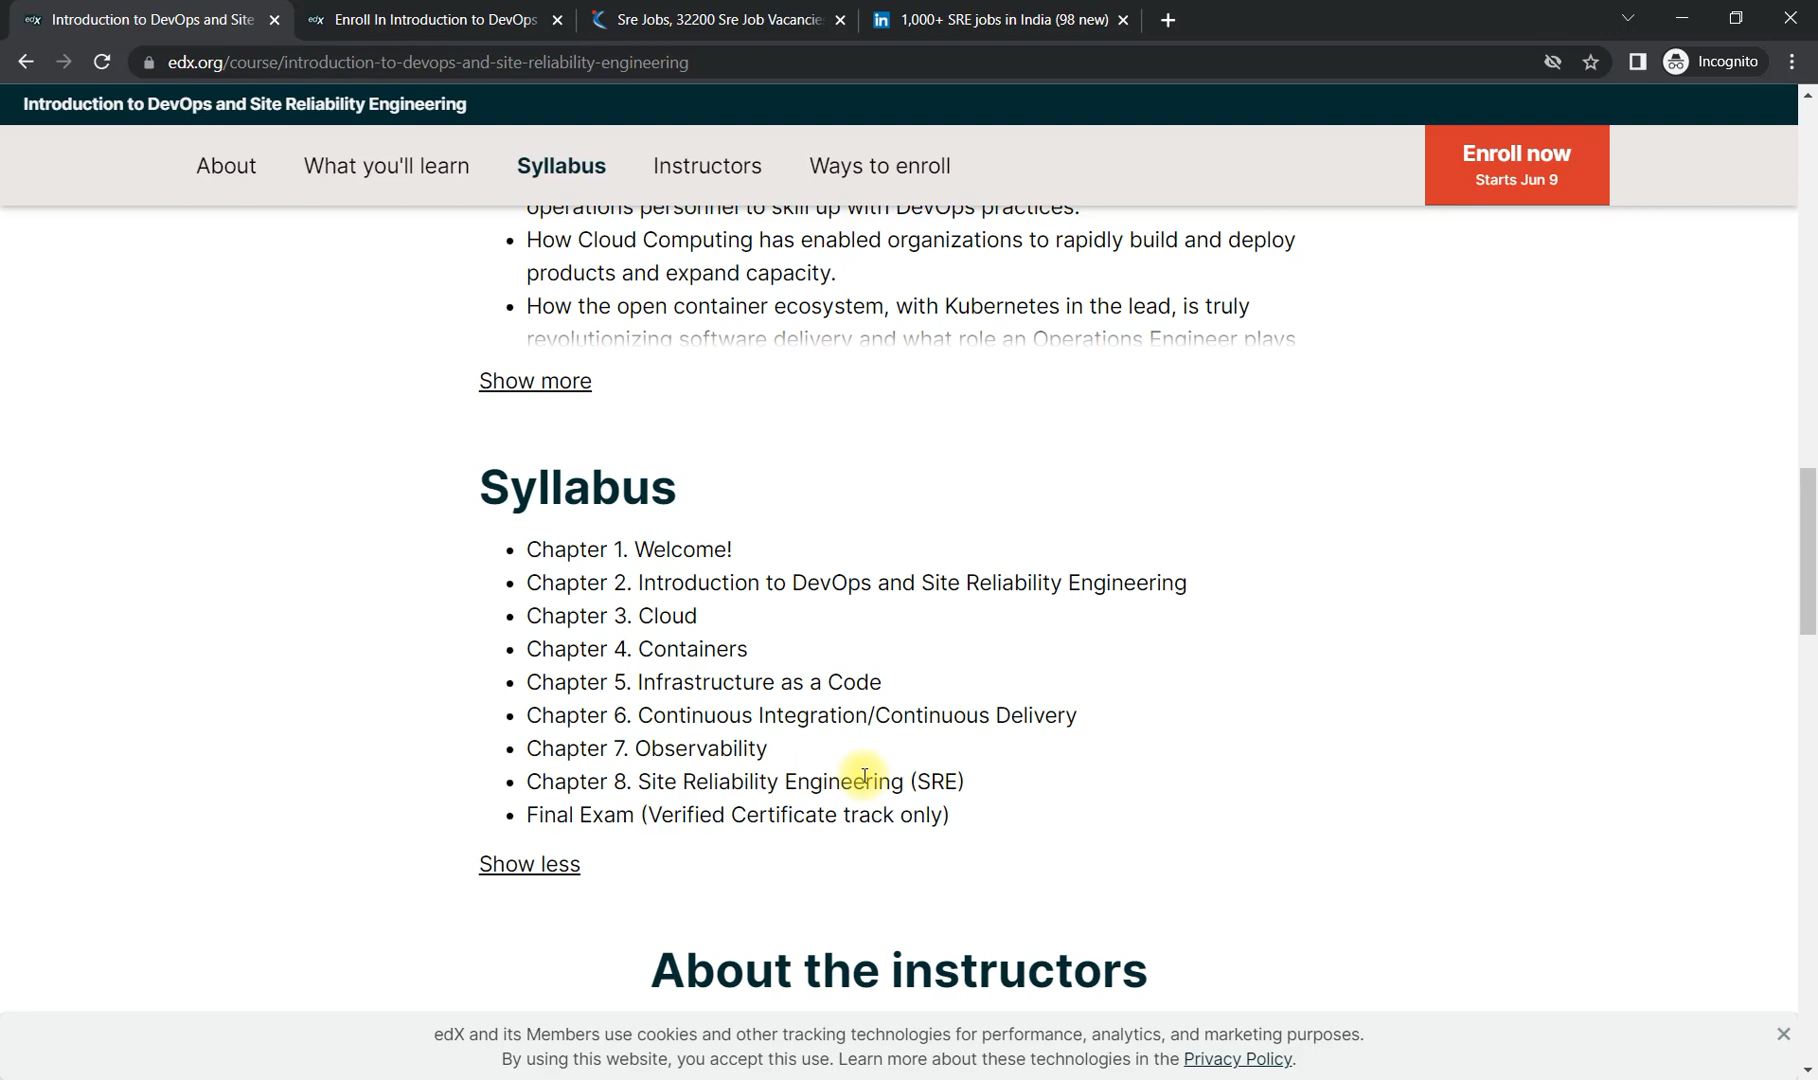 Introduction to DevOps and Site
Enroll In Introduction to DevOps
Sre Jobs, 32200 Sre Job Vacancie
in 1,000+ SRE jobs in India (98 new)
edx.org/course/introduction-to-devops-and-site-reliability-engineering
Incognito
Introduction to DevOps and Site Reliability Engineering
About
What you'll learn
Syllabus
Instructors
Ways to enroll
Enroll now
Starts Jun 9
operations personnel to skill up with DevOps practices.
• How Cloud Computing has enabled organizations to rapidly build and deploy
products and expand capacity.
• How the open container ecosystem, with Kubernetes in the lead, is truly
revolutionizing software delivery and what role an Operations Engineer plays
Show more
Syllabus
• Chapter 1. Welcome!
• Chapter 2. Introduction to DevOps and Site Reliability Engineering
• Chapter 3. Cloud
• Chapter 4. Containers
• Chapter 5. Infrastructure as a Code
• Chapter 6. Continuous Integration/Continuous Delivery
• Chapter 7. Observability
• Chapter 8. Site Reliability Engineering (SRE)
• Final Exam (Verified Certificate track only)
Show less
About the instructors
edX and its Members use cookies and other tracking technologies for performance, analytics, and marketing purposes.
By using this website, you accept this use. Learn more about these technologies in the Privacy Policy.